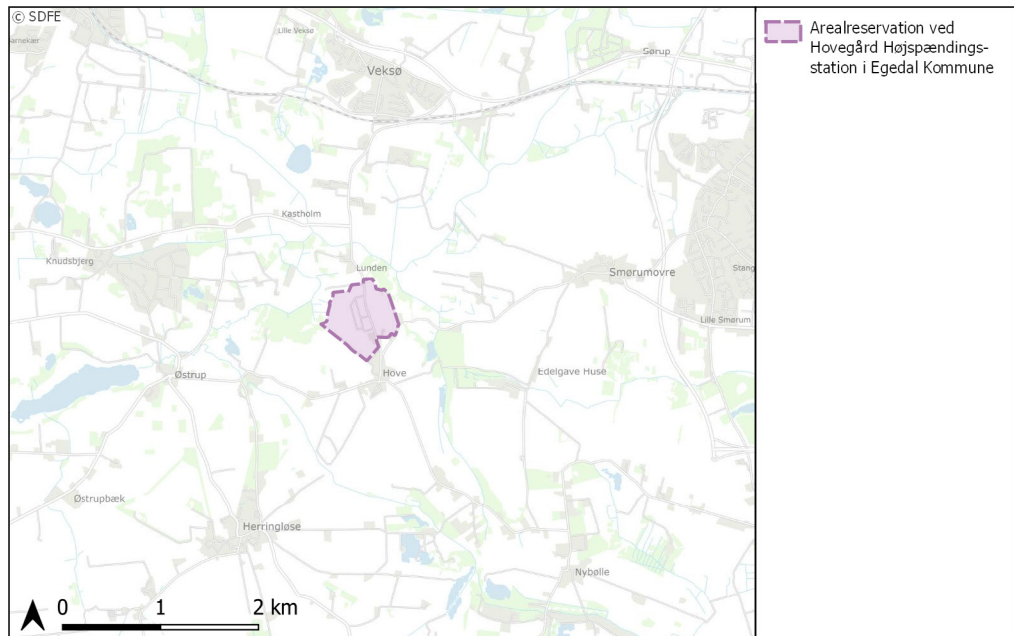 © SDFE
Lille Veksø
Sørup
Veksø
Kastholm
Knudsbjerg
Lunden
Smørumovre
Stang
Lille Smørum
Østrup
Hove
Edelgave Huse
Østrupbæk
Herringløse
Nybølle
0 1 2 km
Arealreservation ved
Hovegård Højspændings-
station i Egedal Kommune